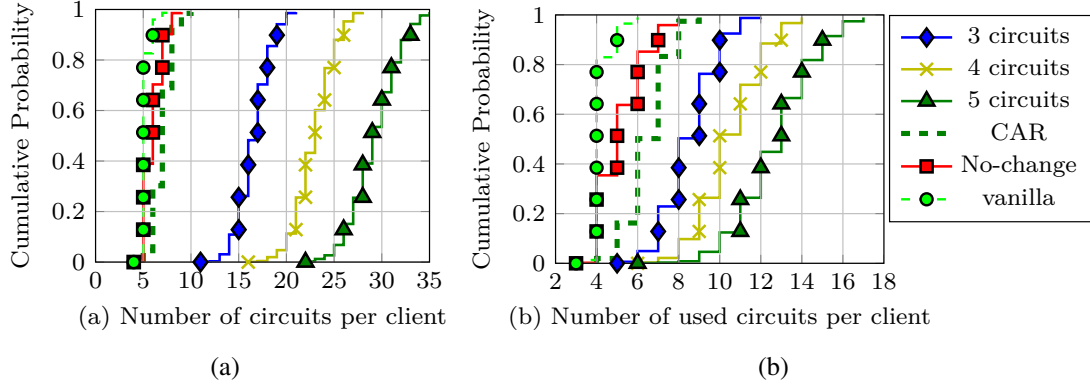 Cumulative Probability
1
0.8
0.6
0.4
0.2
0
0 5 10 15 20 25 30 35
(a) Number of circuits per client
(a)
Cumulative Probability
1
0.8
0.6
0.4
0.2
0
2 4 6 8 10 12 14 16 18
(b) Number of used circuits per client
(b)
3 circuits
4 circuits
5 circuits
CAR
No-change
vanilla